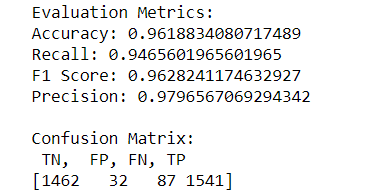 Evaluation Metrics:
Accuracy: 0.9618834080717489
Recall: 0.9465601965601965
F1 Score: 0.9628241174632927
Precision: 0.9796567069294342

Confusion Matrix:
TN,  FP, FN, TP
[1462   32   87 1541]